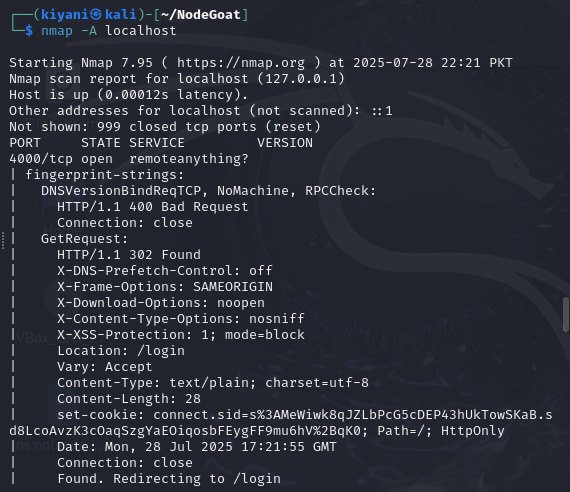 ┌──(kiyani㉿kali)-[~/NodeGoat]
└─$ nmap -A localhost
Starting Nmap 7.95 ( https://nmap.org ) at 2025-07-28 22:21 PKT
Nmap scan report for localhost (127.0.0.1)
Host is up (0.00012s latency).
Other addresses for localhost (not scanned): ::1
Not shown: 999 closed tcp ports (reset)
PORT     STATE SERVICE         VERSION
4000/tcp open  remoteanything?
| fingerprint-strings:
|   DNSVersionBindReqTCP, NoMachine, RPCCheck:
|     HTTP/1.1 400 Bad Request
|     Connection: close
|   GetRequest:
|     HTTP/1.1 302 Found
|     X-DNS-Prefetch-Control: off
|     X-Frame-Options: SAMEORIGIN
|     X-Download-Options: noopen
|     X-Content-Type-Options: nosniff
|     X-XSS-Protection: 1; mode=block
|     Location: /login
|     Vary: Accept
|     Content-Type: text/plain; charset=utf-8
|     Content-Length: 28
|     set-cookie: connect.sid=s%3AMeWiwk8qJZLbPcG5cDEP43hUkTowSKaB.s
d8LcoAvzK3cOaqSzgYaEOiqosbFEygFF9mu6hV%2BqK0; Path=/; HttpOnly
|     Date: Mon, 28 Jul 2025 17:21:55 GMT
|     Connection: close
|     Found. Redirecting to /login